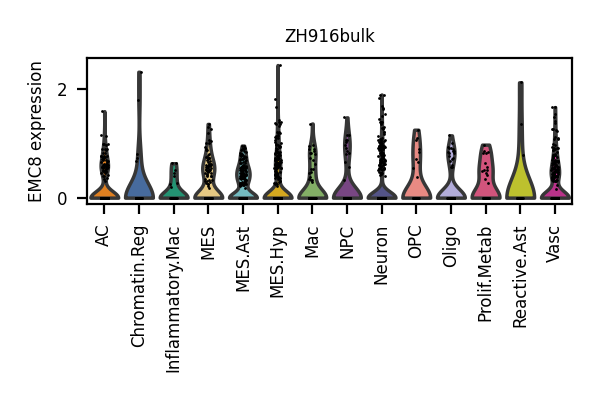 ZH916bulk
EMC8 expression
2
0
AC
Chromatin.Reg
Inflammatory.Mac
MES
MES.Ast
MES.Hyp
Mac
NPC
Neuron
OPC
Oligo
Prolif.Metab
Reactive.Ast
Vasc